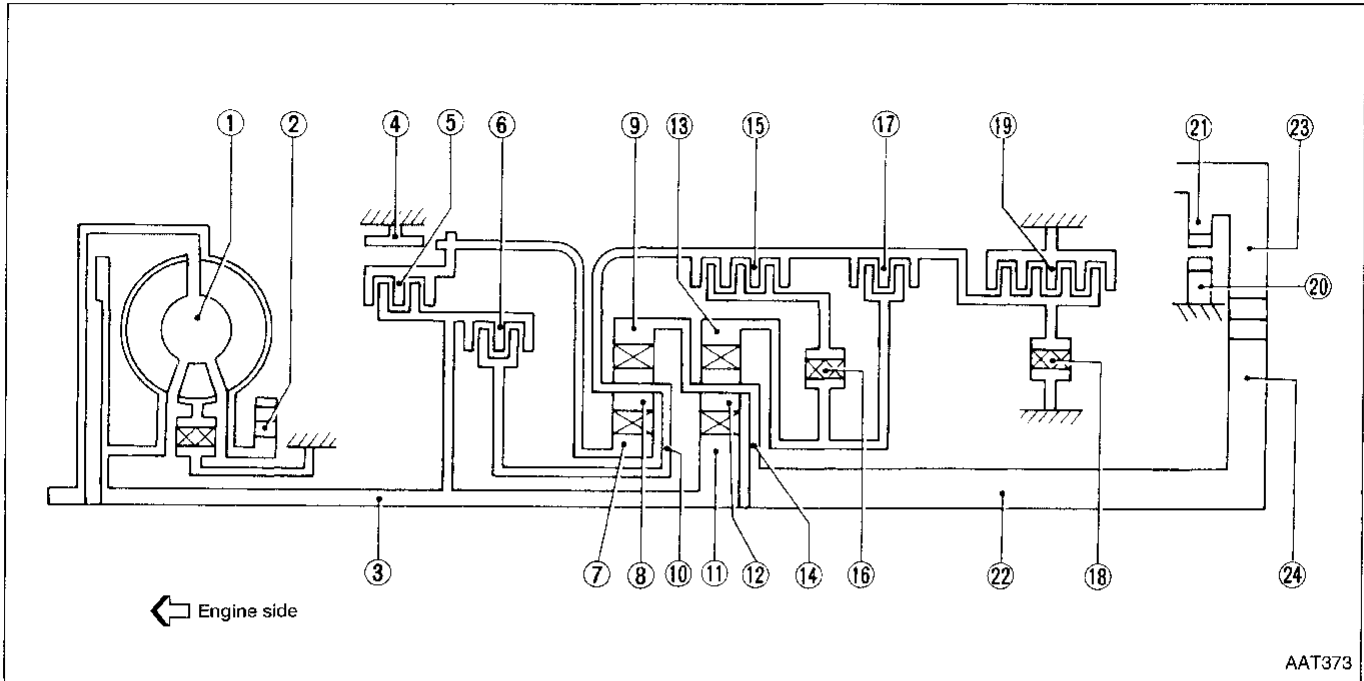 ① ② ④ ⑤ ⑥ ⑨ ⑬ ⑮ ⑰ ⑲ ㉑ ㉓
⑳
③ ⑦ ⑧ ⑩ ⑪ ⑫ ⑭ ⑯ ㉒ ⑱ ㉔
Engine side
AAT373